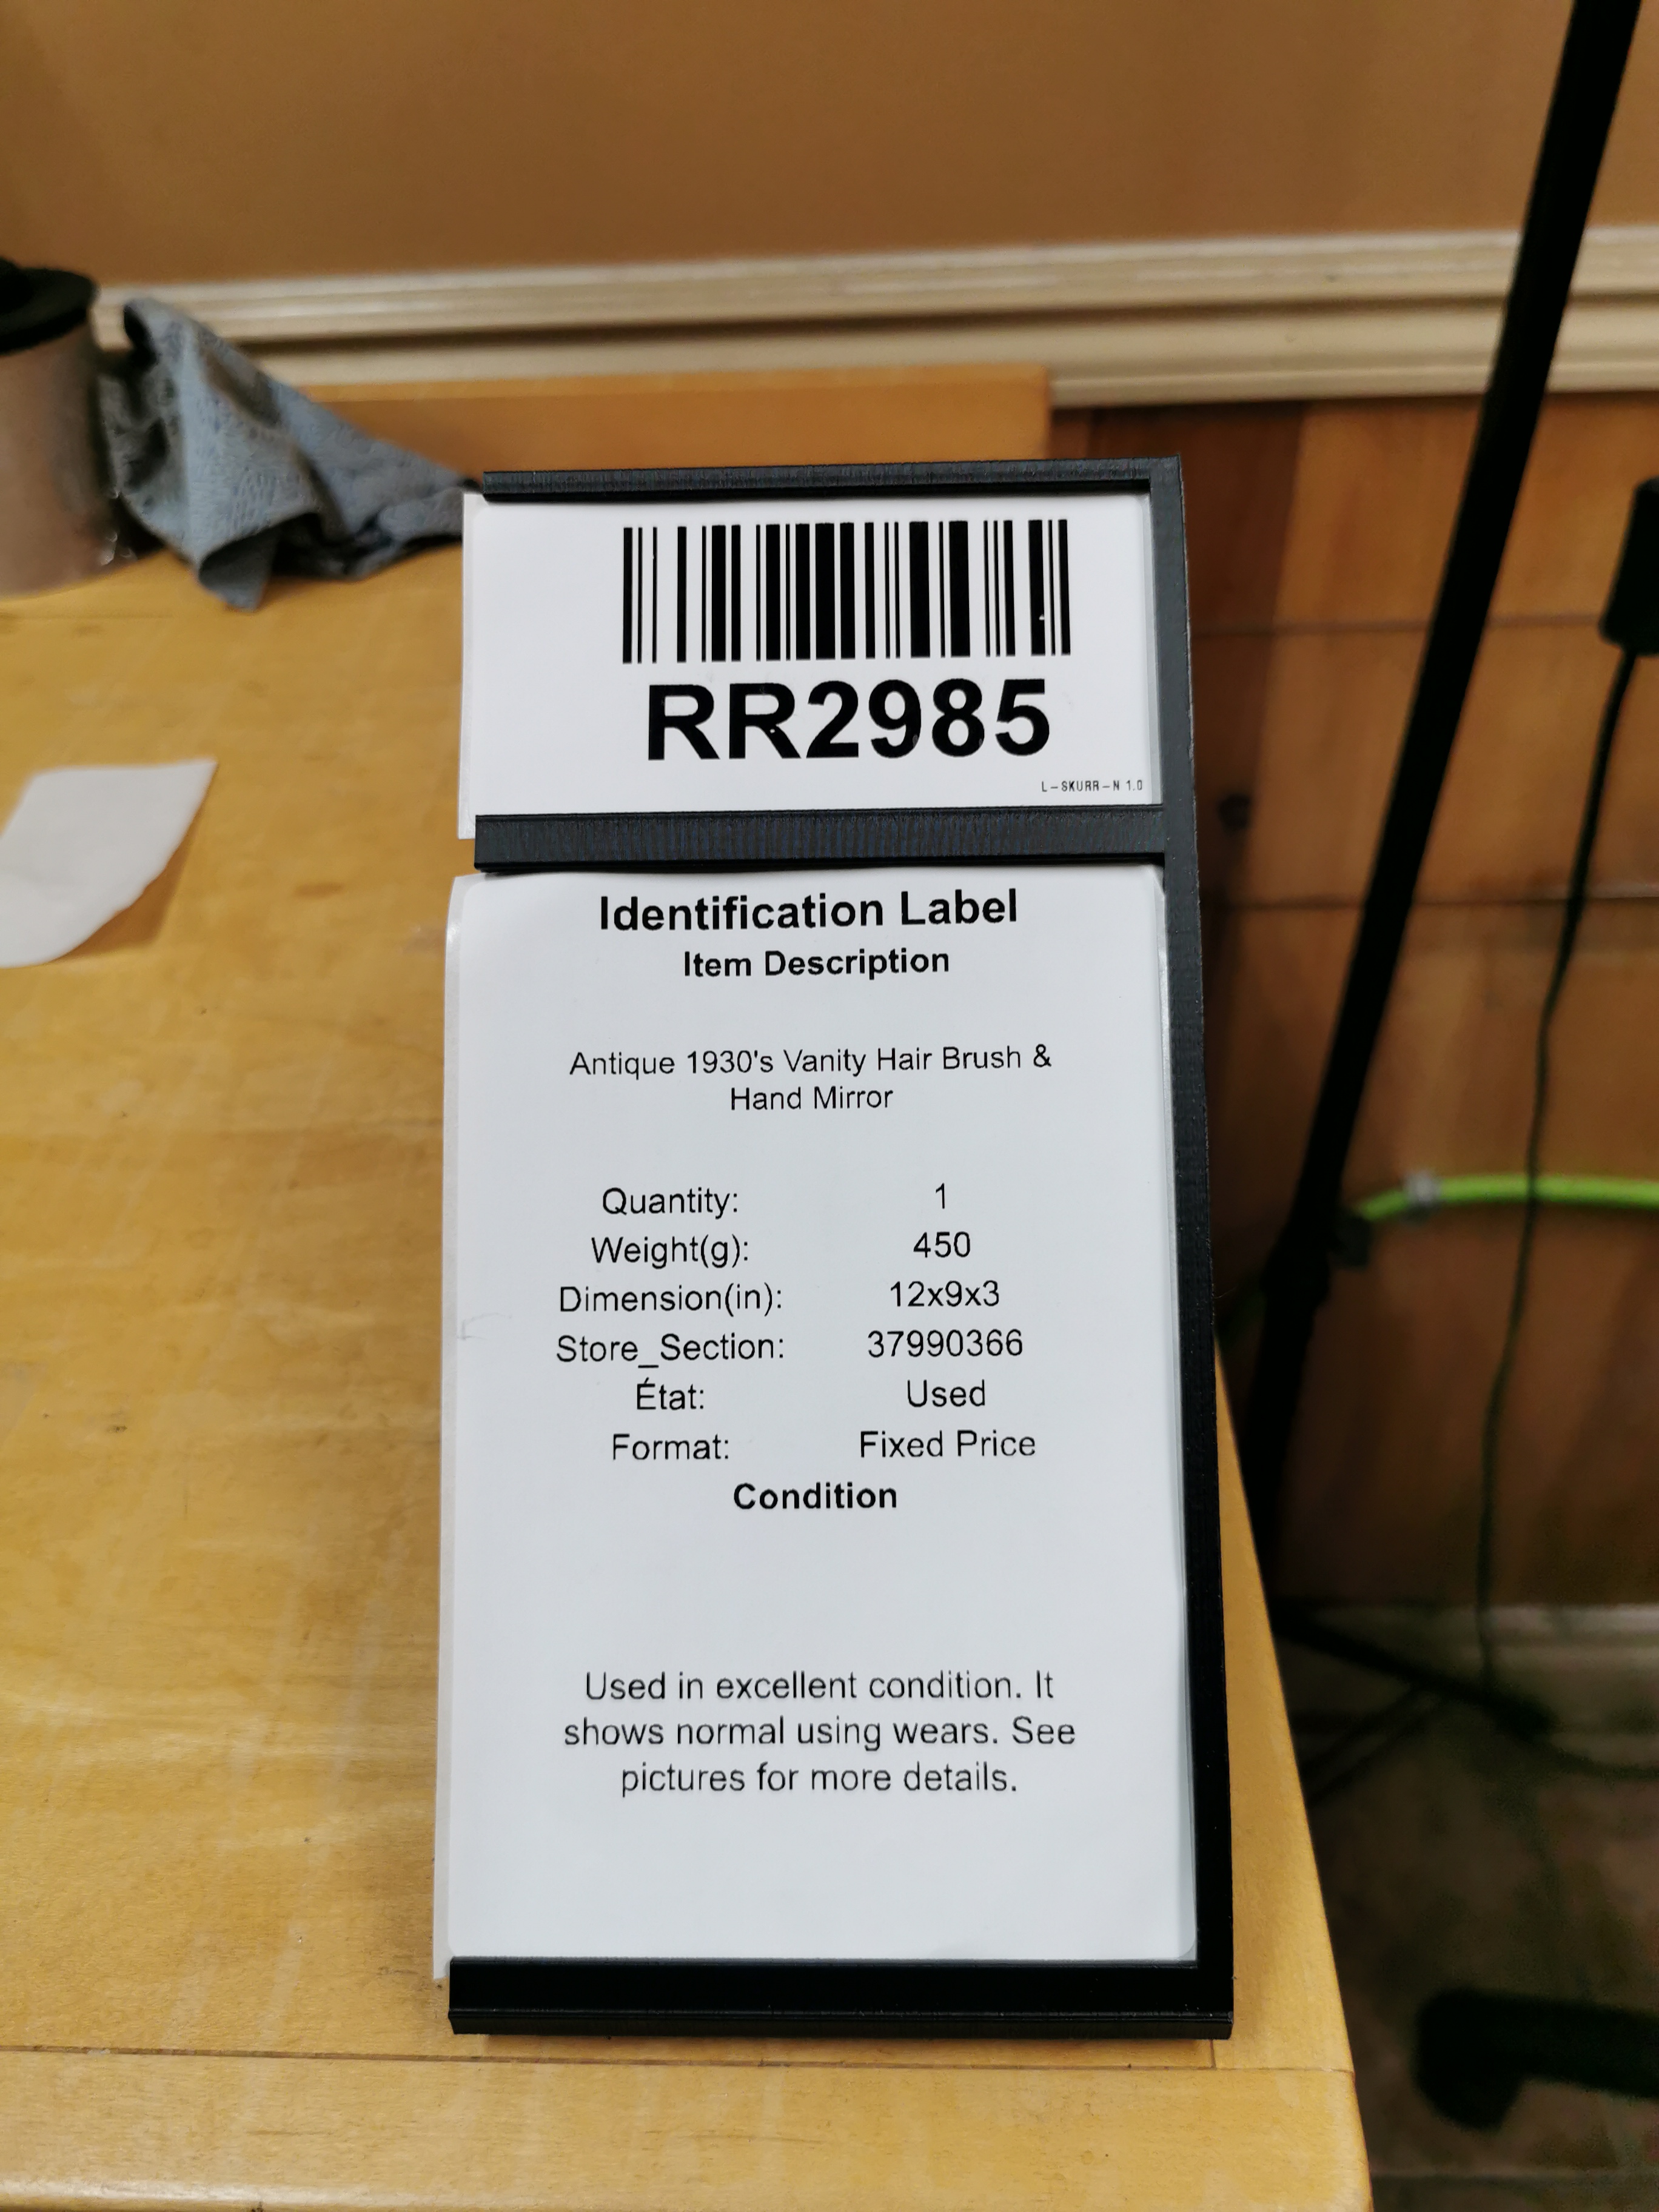 RR2985
L-SKURR-N 1.0
Identification Label
Item Description
Antique 1930's Vanity Hair Brush &
Hand Mirror
Quantity: 1
Weight(g): 450
Dimension(in): 12x9x3
Store_Section: 37990366
État: Used
Format: Fixed Price
Condition
Used in excellent condition. It
shows normal using wears. See
pictures for more details.